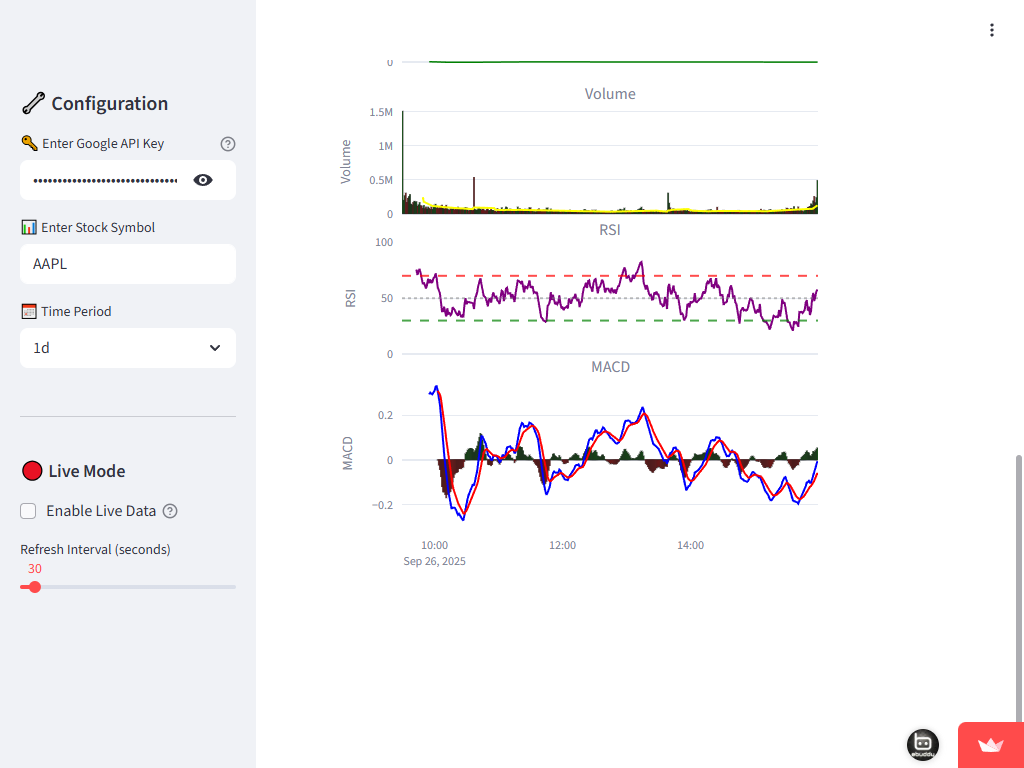 Configuration
Enter Google API Key
••••••••••••••••••••••••••••••
Enter Stock Symbol
AAPL
Time Period
1d
Live Mode
Enable Live Data
Refresh Interval (seconds)
30
0
Volume
1.5M
1M
0.5M
0
Volume
RSI
100
50
0
RSI
MACD
0.2
0
−0.2
MACD
10:00
12:00
14:00
Sep 26, 2025